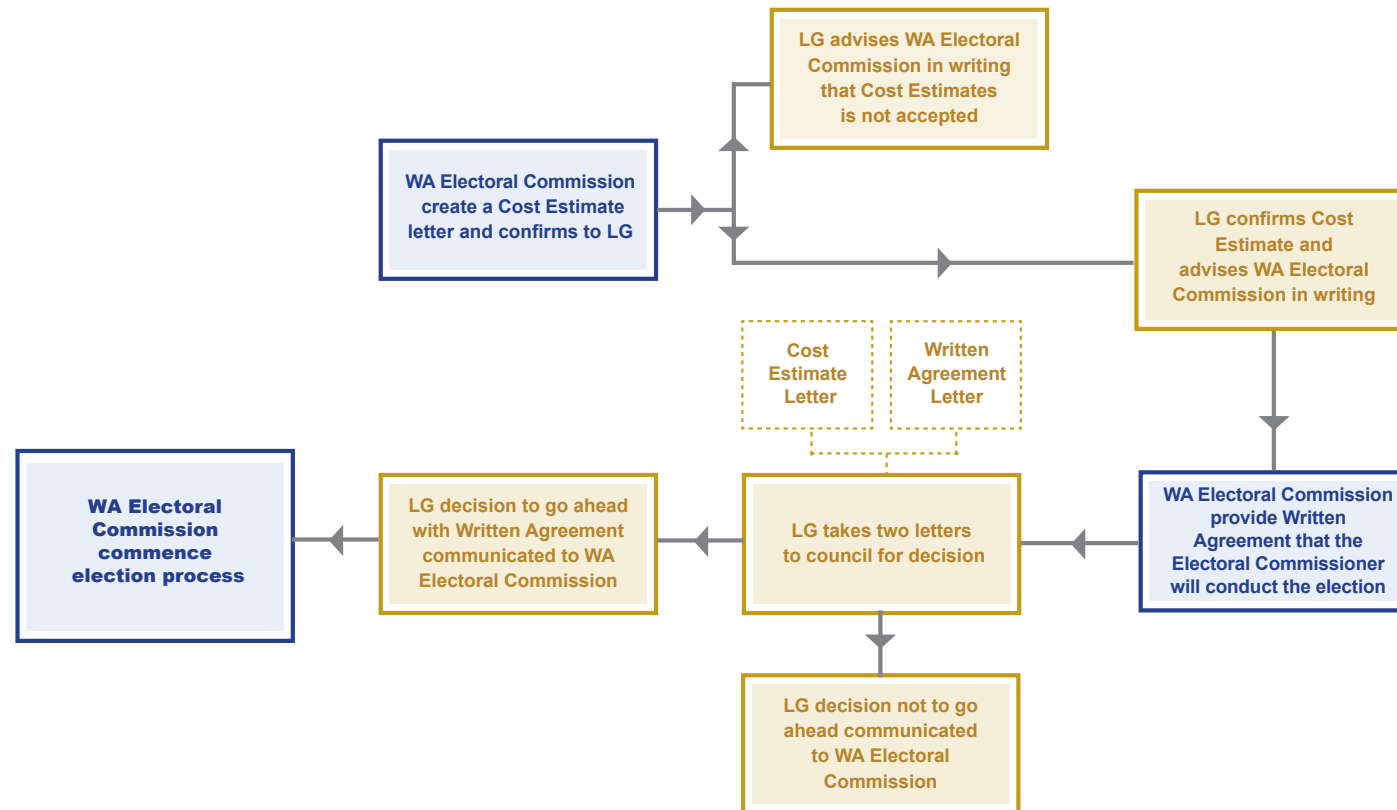 LG advises WA Electoral
Commission in writing
that Cost Estimates
is not accepted
WA Electoral Commission
create a Cost Estimate
letter and confirms to LG
LG confirms Cost
Estimate and
advises WA Electoral
Commission in writing
Cost
Estimate
Letter
Written
Agreement
Letter
WA Electoral
Commission
commence
election process
LG decision to go ahead
with Written Agreement
communicated to WA
Electoral Commission
LG takes two letters
to council for decision
WA Electoral Commission
provide Written
Agreement that the
Electoral Commissioner
will conduct the election
LG decision not to go
ahead communicated
to WA Electoral
Commission